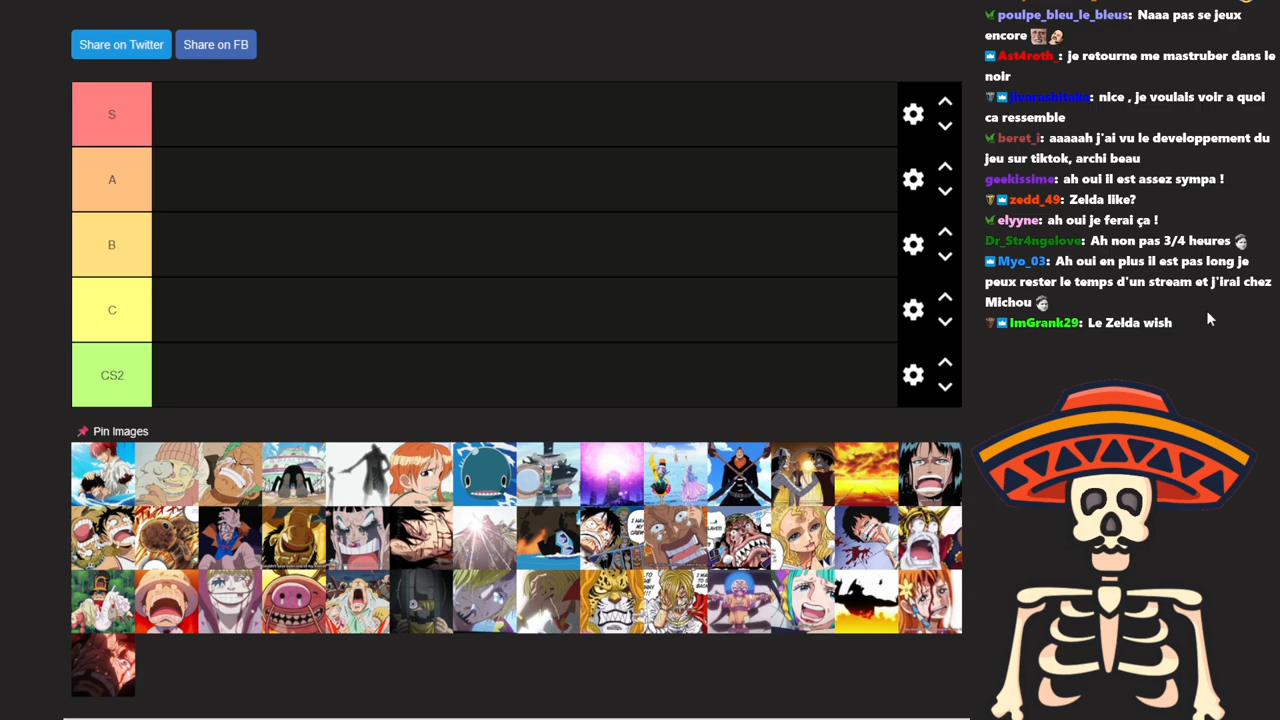 Share on Twitter
Share on FB
S
A
B
C
CS2
📌 Pin Images
poulpe_bleu_le_bleus: Naaa pas se jeux
encore
Ast4roth_: je retourne me mastruber dans le
noir
: nice , je voulais voir a quoi
ca ressemble
beret_i: aaaaah j'ai vu le developpement du
jeu sur tiktok, archi beau
geekissime: ah oui il est assez sympa !
zedd_49: Zelda like?
elyyne: ah oui je ferai ça !
Dr_Str4ngelove: Ah non pas 3/4 heures
Myo_03: Ah oui en plus il est pas long je
peux rester le temps d'un stream et j'irai chez
Michou
ImGrank29: Le Zelda wish